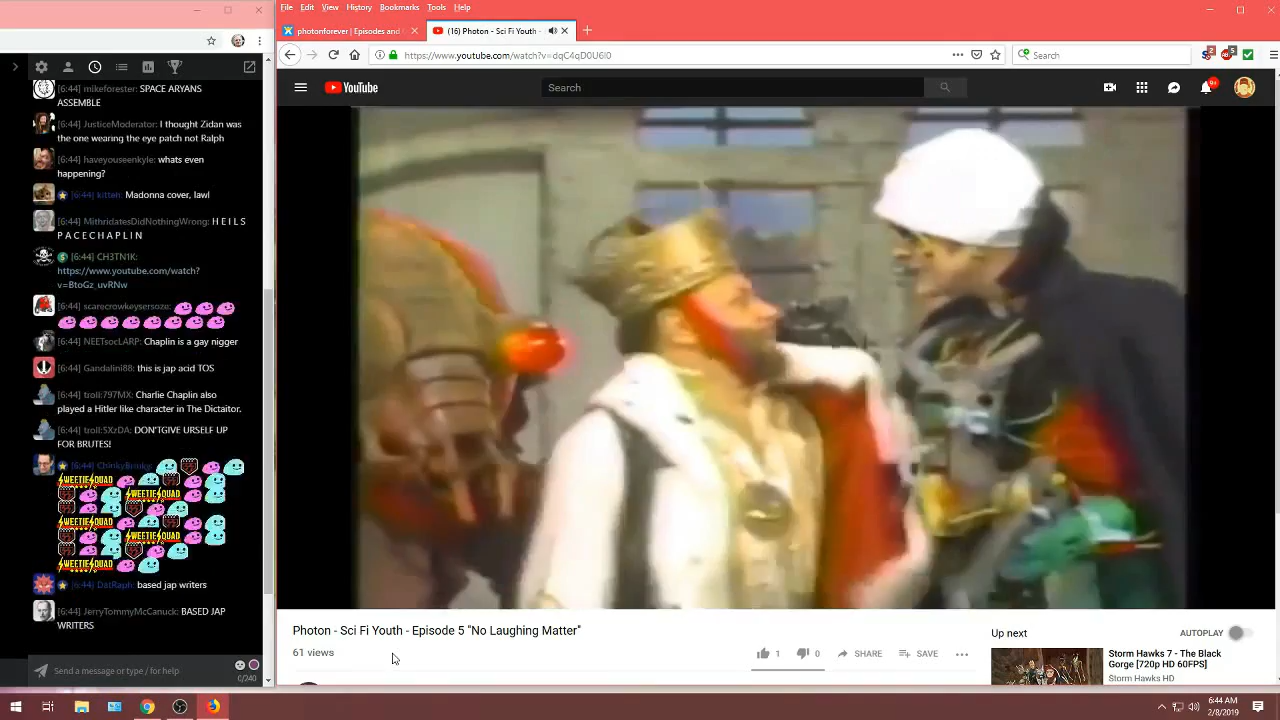 File Edit View History Bookmarks Tools Help
photonforever | Episodes and
(16) Photon - Sci Fi Youth -
https://www.youtube.com/watch?v=dqC4qD0U6I0
Search
YouTube
Search
9+
[6:44] mikeforester: SPACE ARYANS
ASSEMBLE
[6:44] JusticeModerator: I thought Zidan was
the one wearing the eye patch not Ralph
[6:44] haveyouseenkyle: whats even
happening?
[6:44] kitten: Madonna cover, lawl
[6:44] MithridatesDidNothingWrong: H E I L S
P A C E C H A P L I N
[6:44] CH3TN1K:
https://www.youtube.com/watch?
v=BtoGz_uvRNw
[6:44] scarecrowkeysersoze:
[6:44] NEETsocLARP: Chaplin is a gay nigger
[6:44] Gandalini88: this is jap acid TOS
[6:44] troll:797MX: Charlie Chaplin also
played a Hitler like character in The Dictaitor.
[6:44] troll:SXzDA: DON'TGIVE URSELF UP
FOR BRUTES!
[6:44] ChinkyBruke:
SWEETIESQUAD
SWEETIESQUAD
SWEETIESQUAD
SWEETIESQUAD
SWEETIESQUAD
[6:44] DatRaph: based jap writers
[6:44] JerryTommyMcCanuck: BASED JAP
WRITERS
Send a message or type / for help
0/240
Photon - Sci Fi Youth - Episode 5 "No Laughing Matter"
61 views
1
0
SHARE
SAVE
Up next
AUTOPLAY
Storm Hawks 7 - The Black
Gorge [720p HD 60FPS]
Storm Hawks HD
6:44 AM
2/8/2019